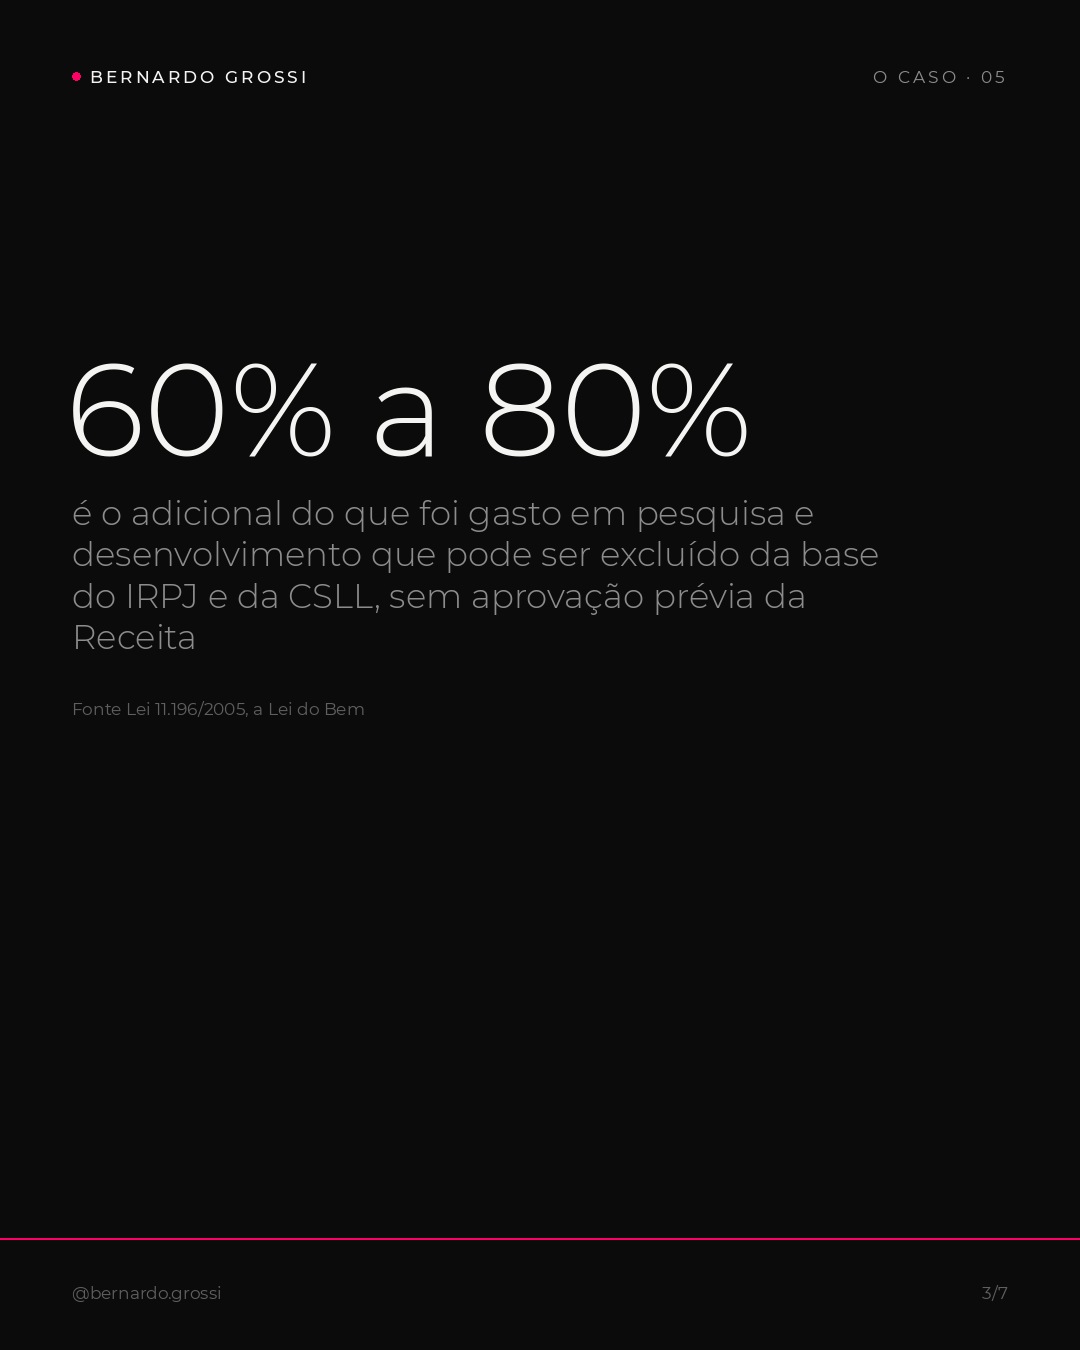 BERNARDO GROSSI
O CASO · 05
60% a 80%
é o adicional do que foi gasto em pesquisa e
desenvolvimento que pode ser excluído da base
do IRPJ e da CSLL, sem aprovação prévia da
Receita
Fonte Lei 11.196/2005, a Lei do Bem
@bernardo.grossi
3/7